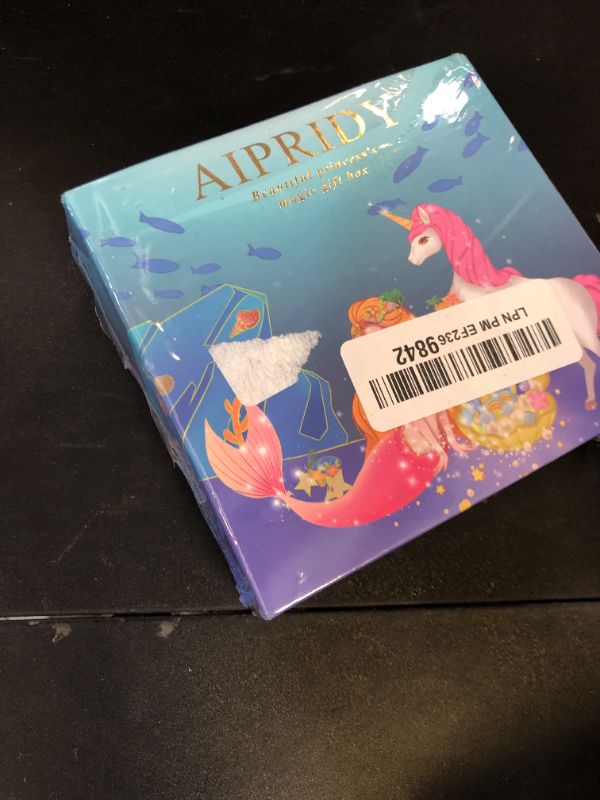 AIPRIDY
Beautiful princess's
magic gift box
LPN PM EF236 9842